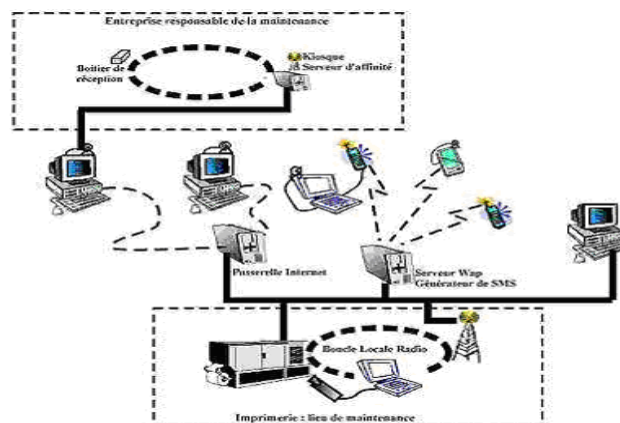 Entreprise responsable de la maintenance
Kiosque
Serveur d'affinité
Boîtier de
réception
Passerelle Internet
Serveur Wap
Générateur de SMS
Boucle Locale Radio
Imprimerie : lieu de maintenance